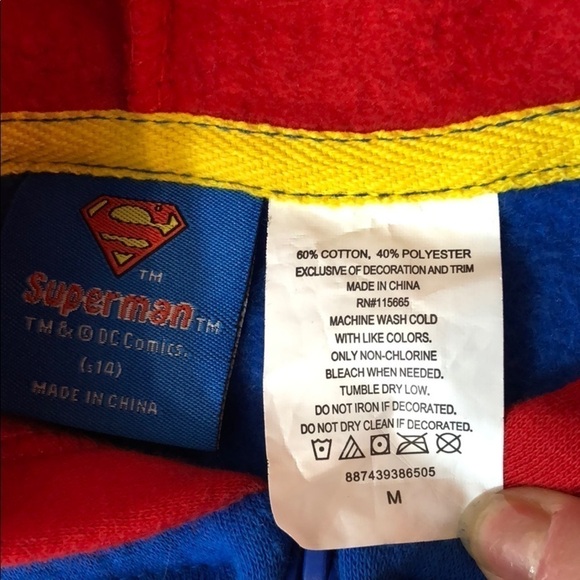 TM
Superman TM
TM & © DC Comics.
(s14)
MADE IN CHINA
60% COTTON, 40% POLYESTER
EXCLUSIVE OF DECORATION AND TRIM
MADE IN CHINA
RN#115665
MACHINE WASH COLD
WITH LIKE COLORS.
ONLY NON-CHLORINE
BLEACH WHEN NEEDED.
TUMBLE DRY LOW.
DO NOT IRON IF DECORATED.
DO NOT DRY CLEAN IF DECORATED.
887439386505
M